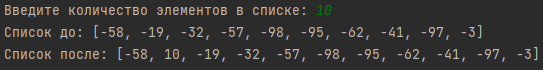 Введите количество элементов в списке: 10
Список до: [-58, -19, -32, -57, -98, -95, -62, -41, -97, -3]
Список после: [-58, 10, -19, -32, -57, -98, -95, -62, -41, -97, -3]